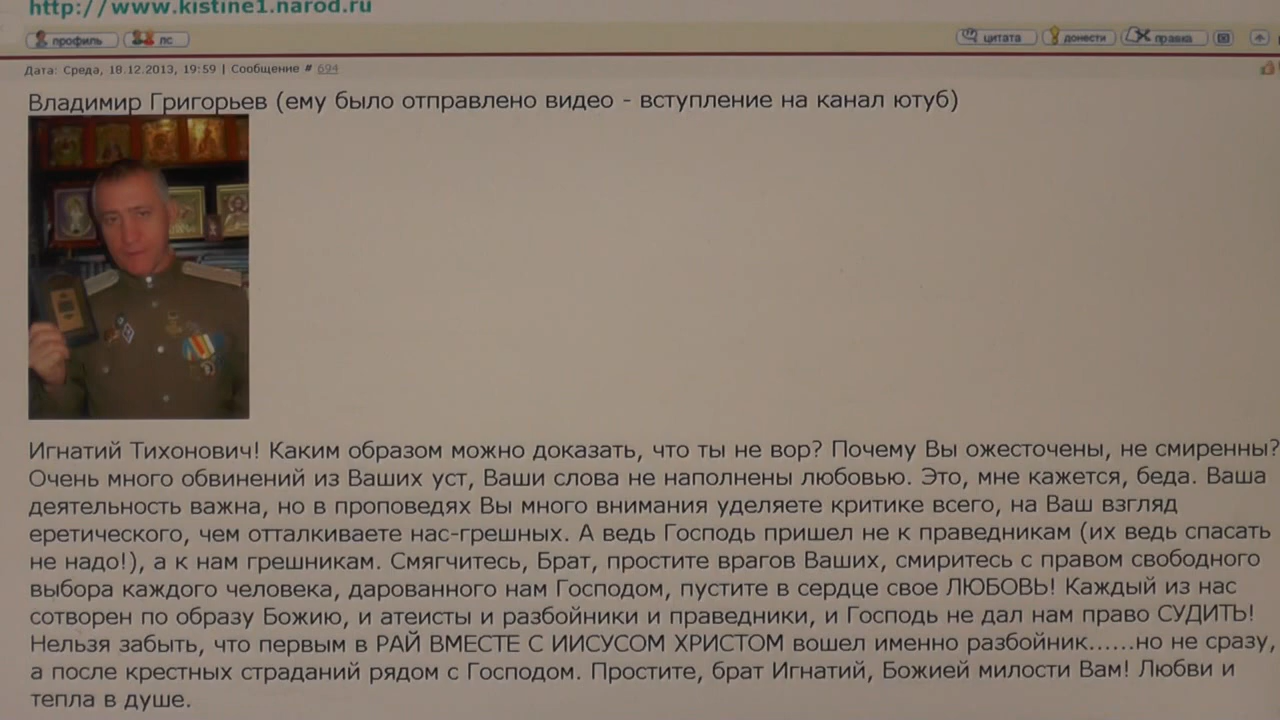 http://www.kistine1.narod.ru
профиль лс цитата донести правка
Дата: Среда, 18.12.2013, 19:59 | Сообщение # 694
Владимир Григорьев (ему было отправлено видео - вступление на канал ютуб)
Игнатий Тихонович! Каким образом можно доказать, что ты не вор? Почему Вы ожесточены, не смиренны?
Очень много обвинений из Ваших уст, Ваши слова не наполнены любовью. Это, мне кажется, беда. Ваша
деятельность важна, но в проповедях Вы много внимания уделяете критике всего, на Ваш взгляд
еретического, чем отталкиваете нас-грешных. А ведь Господь пришел не к праведникам (их ведь спасать
не надо!), а к нам грешникам. Смягчитесь, Брат, простите врагов Ваших, смиритесь с правом свободного
выбора каждого человека, дарованного нам Господом, пустите в сердце свое ЛЮБОВЬ! Каждый из нас
сотворен по образу Божию, и атеисты и разбойники и праведники, и Господь не дал нам право СУДИТЬ!
Нельзя забыть, что первым в РАЙ ВМЕСТЕ С ИИСУСОМ ХРИСТОМ вошел именно разбойник......но не сразу,
а после крестных страданий рядом с Господом. Простите, брат Игнатий, Божией милости Вам! Любви и
тепла в душе.